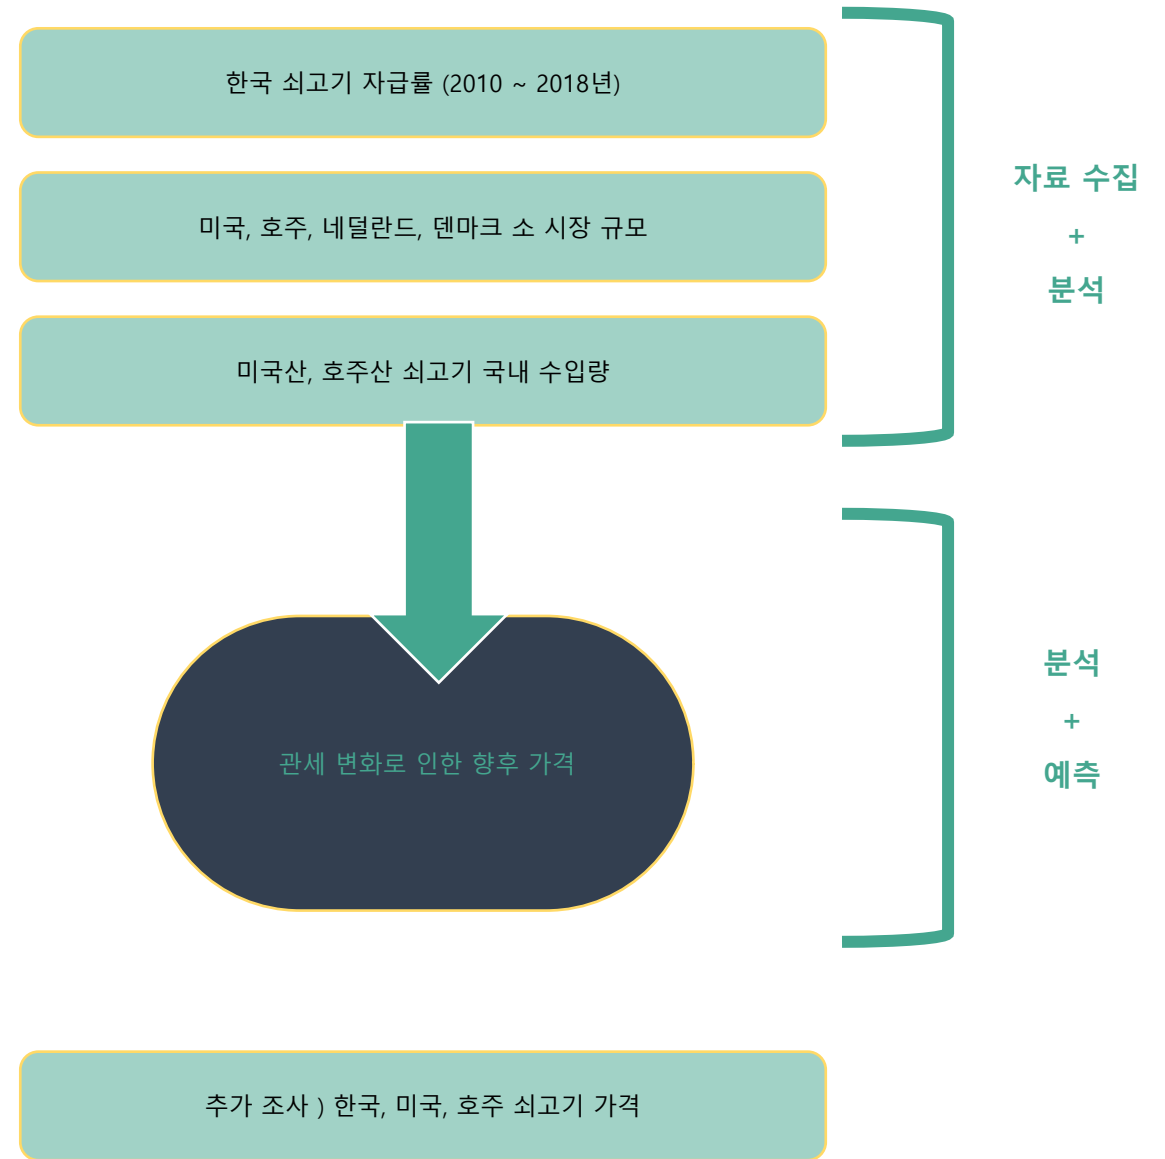 한국 쇠고기 자급률 (2010 ~ 2018년)
미국, 호주, 네덜란드, 덴마크 소 시장 규모
미국산, 호주산 쇠고기 국내 수입량
자료 수집
+
분석
관세 변화로 인한 향후 가격
분석
+
예측
추가 조사 ) 한국, 미국, 호주 쇠고기 가격